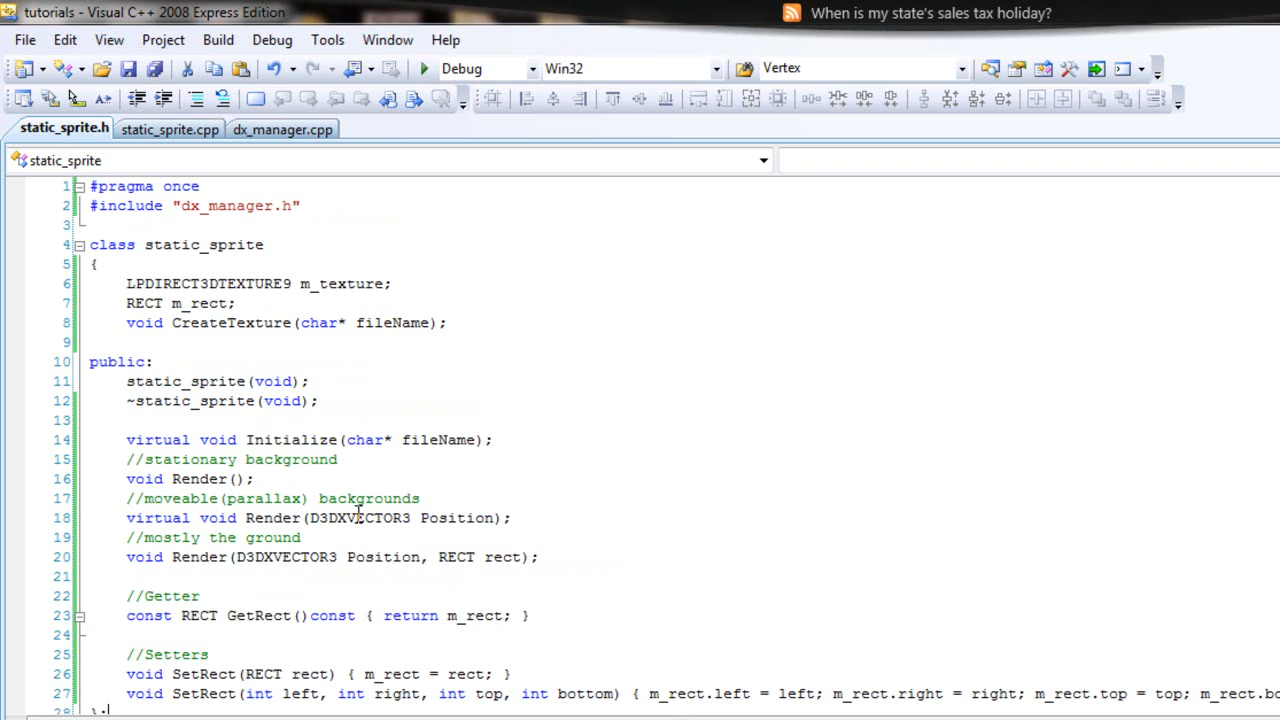 tutorials - Visual C++ 2008 Express Edition
When is my state's sales tax holiday?
File Edit View Project Build Debug Tools Window Help
Debug Win32 Vertex
static_sprite.h static_sprite.cpp dx_manager.cpp
static_sprite
1 #pragma once
2 #include "dx_manager.h"
3
4 class static_sprite
5 {
6 LPDIRECT3DTEXTURE9 m_texture;
7 RECT m_rect;
8 void CreateTexture(char* fileName);
9
10 public:
11 static_sprite(void);
12 ~static_sprite(void);
13
14 virtual void Initialize(char* fileName);
15 //stationary background
16 void Render();
17 //moveable(parallax) backgrounds
18 virtual void Render(D3DXVECTOR3 Position);
19 //mostly the ground
20 void Render(D3DXVECTOR3 Position, RECT rect);
21
22 //Getter
23 const RECT GetRect()const { return m_rect; }
24
25 //Setters
26 void SetRect(RECT rect) { m_rect = rect; }
27 void SetRect(int left, int right, int top, int bottom) { m_rect.left = left; m_rect.right = right; m_rect.top = top; m_rect.bo
28 };